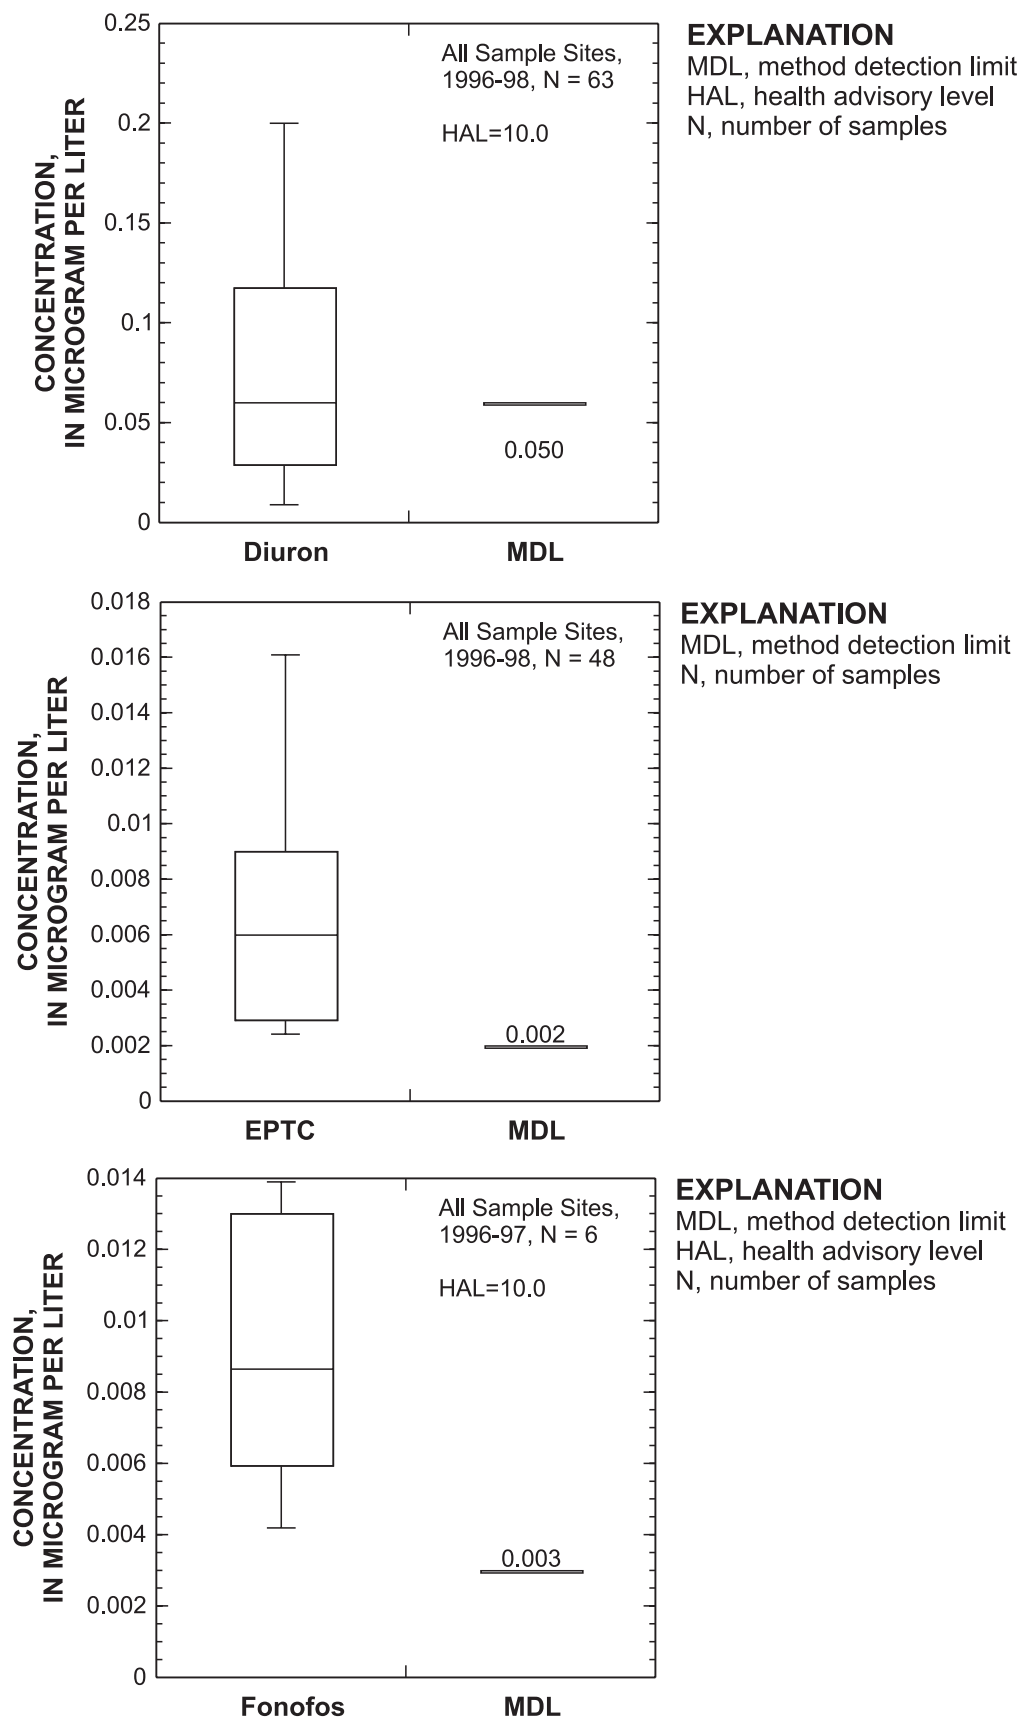 0.25
0.2
0.15
0.1
0.05
0
CONCENTRATION,
IN MICROGRAM PER LITER
All Sample Sites,
1996-98, N = 63
HAL=10.0
0.050
Diuron
MDL
EXPLANATION
MDL, method detection limit
HAL, health advisory level
N, number of samples
0.018
0.016
0.014
0.012
0.01
0.008
0.006
0.004
0.002
0
CONCENTRATION,
IN MICROGRAM PER LITER
All Sample Sites,
1996-98, N = 48
0.002
EPTC
MDL
EXPLANATION
MDL, method detection limit
N, number of samples
0.014
0.012
0.01
0.008
0.006
0.004
0.002
0
CONCENTRATION,
IN MICROGRAM PER LITER
All Sample Sites,
1996-97, N = 6
HAL=10.0
0.003
Fonofos
MDL
EXPLANATION
MDL, method detection limit
HAL, health advisory level
N, number of samples